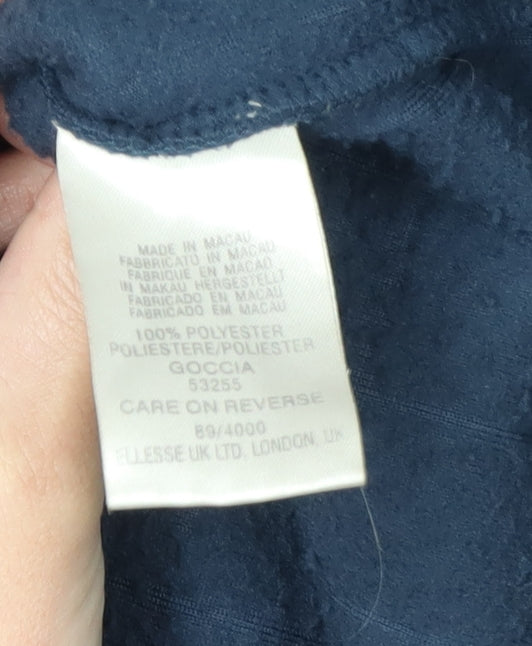 MADE IN MACAU
FABBRICATO IN MACAO
FABRIQUE EN MACAO
IN MAKAU HERGESTELLT
FABRICADO EN MACAU
FABRICADO EM MACAU
100% POLYESTER
POLIESTERE/POLIESTER
GOCCIA
53255
CARE ON REVERSE
89/4000
ELLESSE UK LTD. LONDON, UK